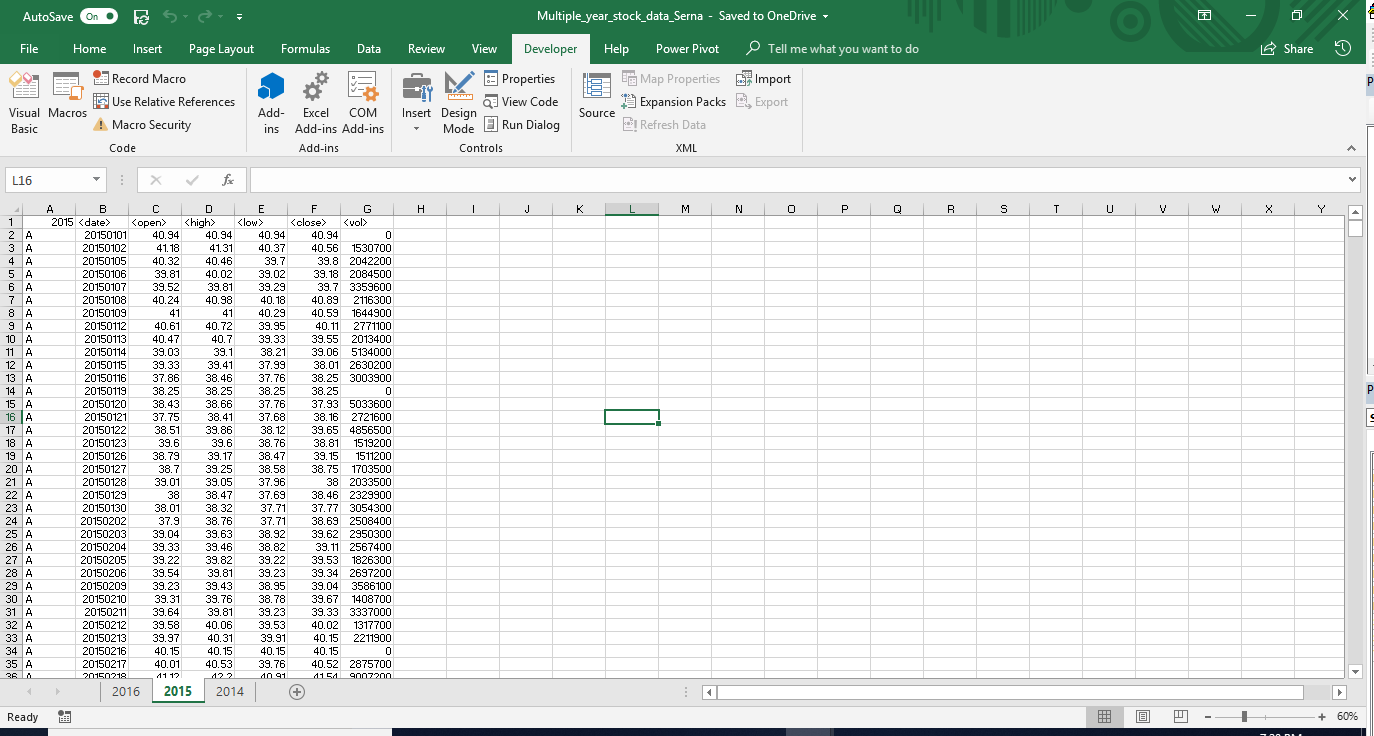 AutoSave On Multiple_year_stock_data_Serna - Saved to OneDrive
File Home Insert Page Layout Formulas Data Review View Developer Help Power Pivot Tell me what you want to do Share
Visual Basic
Macros
Record Macro
Use Relative References
Macro Security
Code
Add-ins
Excel Add-ins
COM Add-ins
Add-ins
Insert
Design Mode
Properties
View Code
Run Dialog
Controls
Source
Map Properties
Expansion Packs
Refresh Data
Import
Export
XML
L16 fx
A B C D E F G H I J K L M N O P Q R S T U V W X Y
1 2015 <date> <open> <high> <low> <close> <vol>
2 A 20150101 40.94 40.94 40.94 40.94 0
3 A 20150102 41.18 41.31 40.37 40.56 1530700
4 A 20150105 40.32 40.46 39.7 39.8 2042200
5 A 20150106 39.81 40.02 39.02 39.18 2084500
6 A 20150107 39.52 39.81 39.29 39.7 3359600
7 A 20150108 40.24 40.98 40.18 40.89 2116300
8 A 20150109 41 41 40.29 40.59 1644900
9 A 20150112 40.61 40.72 39.95 40.11 2771100
10 A 20150113 40.47 40.7 39.33 39.55 2013400
11 A 20150114 39.03 39.1 38.21 39.06 5134000
12 A 20150115 39.33 39.41 37.99 38.01 2630200
13 A 20150116 37.86 38.46 37.76 38.25 3003900
14 A 20150119 38.25 38.25 38.25 38.25 0
15 A 20150120 38.43 38.66 37.76 37.93 5033600
16 A 20150121 37.75 38.41 37.68 38.16 2721600
17 A 20150122 38.51 39.86 38.12 39.65 4856500
18 A 20150123 39.6 39.6 38.76 38.81 1519200
19 A 20150126 38.79 39.17 38.47 39.15 1511200
20 A 20150127 38.7 39.25 38.58 38.75 1703500
21 A 20150128 39.01 39.05 37.96 38 2033500
22 A 20150129 38 38.47 37.69 38.46 2329900
23 A 20150130 38.01 38.32 37.71 37.77 3054300
24 A 20150202 37.9 38.76 37.71 38.69 2508400
25 A 20150203 39.04 39.63 38.92 39.62 2950300
26 A 20150204 39.33 39.46 38.82 39.11 2567400
27 A 20150205 39.22 39.82 39.22 39.53 1826300
28 A 20150206 39.54 39.81 39.23 39.34 2697200
29 A 20150209 39.23 39.43 38.95 39.04 3586100
30 A 20150210 39.31 39.76 38.78 39.67 1408700
31 A 20150211 39.64 39.81 39.23 39.33 3337000
32 A 20150212 39.58 40.06 39.53 40.02 1317700
33 A 20150213 39.97 40.31 39.91 40.15 2211900
34 A 20150216 40.15 40.15 40.15 40.15 0
35 A 20150217 40.01 40.53 39.76 40.52 2875700
36 A 20150218 41.12 42.2 40.91 41.54 9007200
2016 2015 2014
Ready 60%